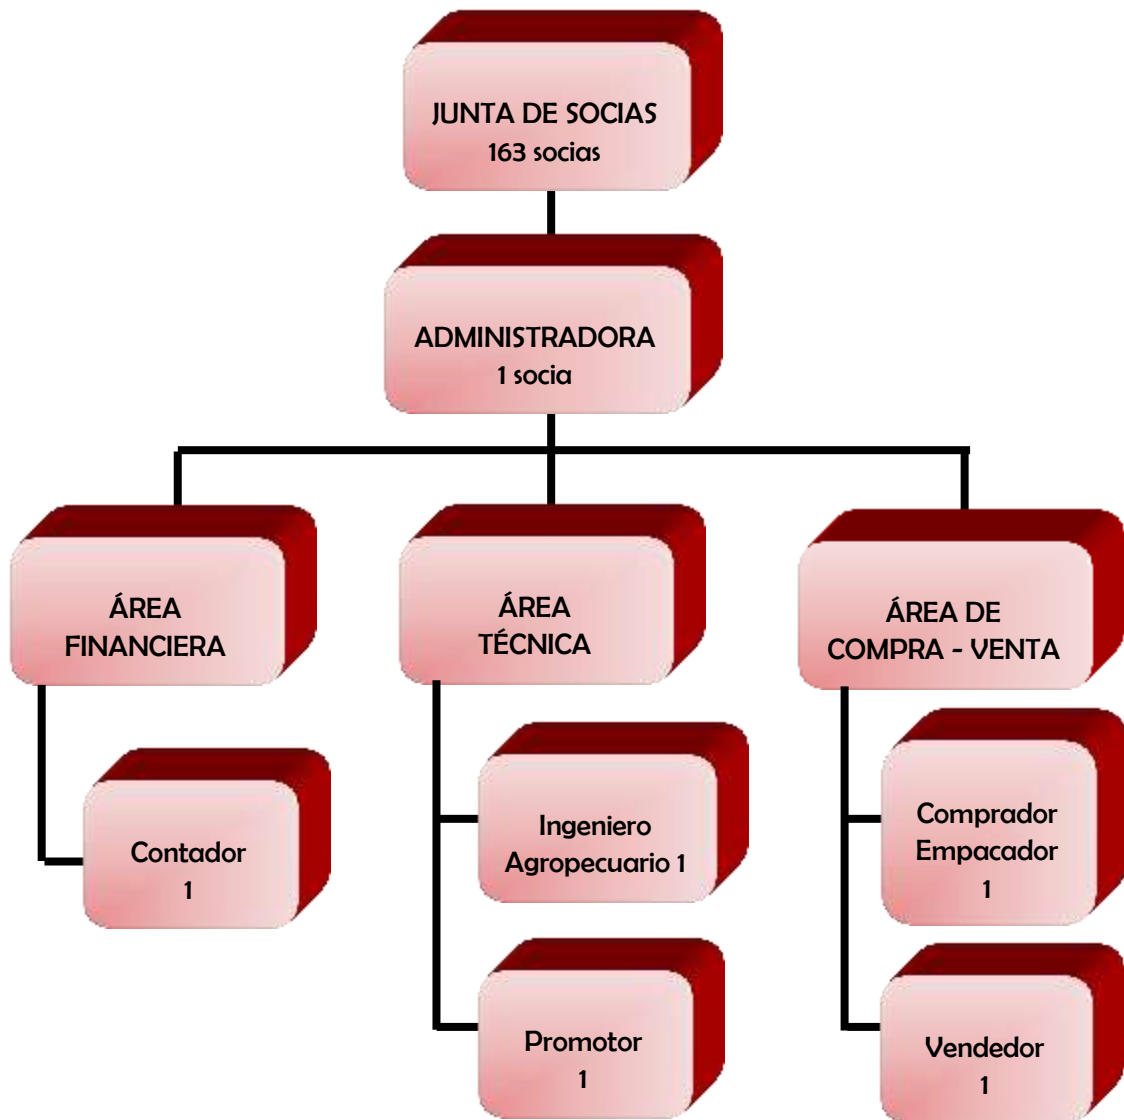 JUNTA DE SOCIAS
163 socias
ADMINISTRADORA
1 socia
ÁREA
FINANCIERA
ÁREA
TÉCNICA
ÁREA DE
COMPRA - VENTA
Contador
1
Ingeniero
Agropecuario 1
Comprador
Empacador
1
Promotor
1
Vendedor
1